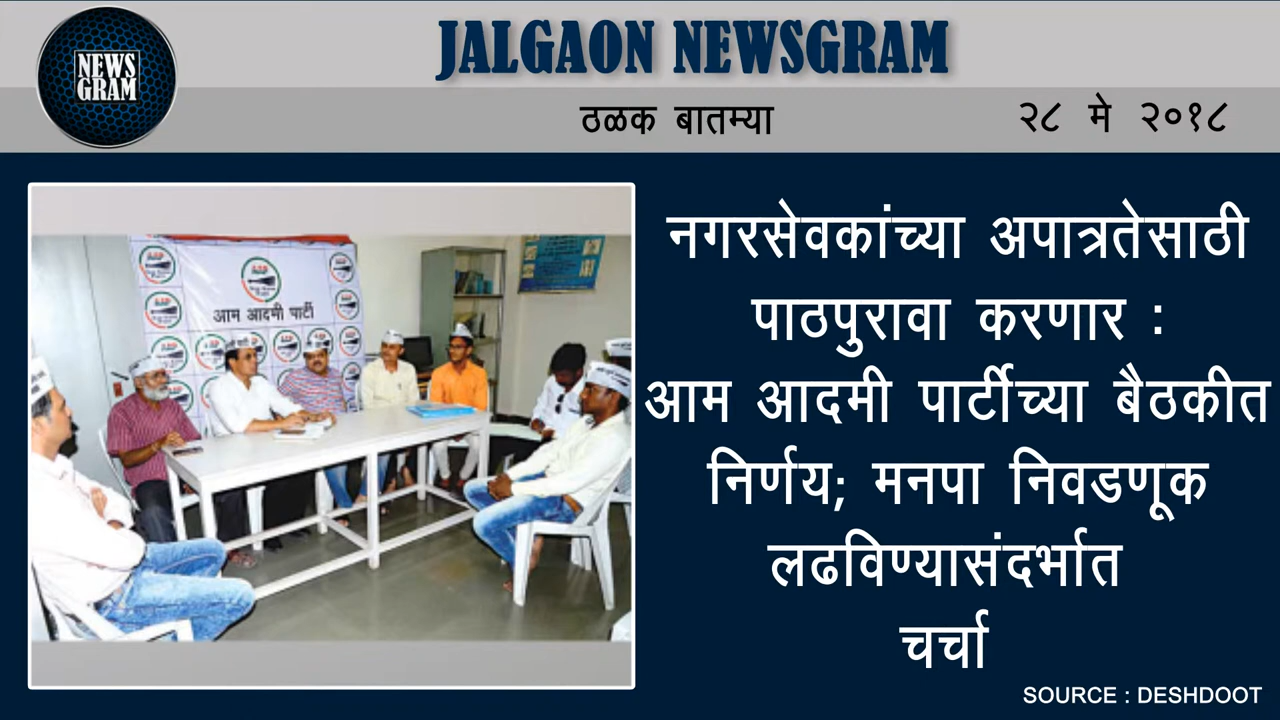 NEWS
GRAM
JALGAON NEWSGRAM
ठळक बातम्या
२८ मे २०१८
आम आदमी पार्टी
नगरसेवकांच्या अपात्रतेसाठी
पाठपुरावा करणार :
आम आदमी पार्टीच्या बैठकीत
निर्णय; मनपा निवडणूक
लढविण्यासंदर्भात
चर्चा
SOURCE : DESHDOOT